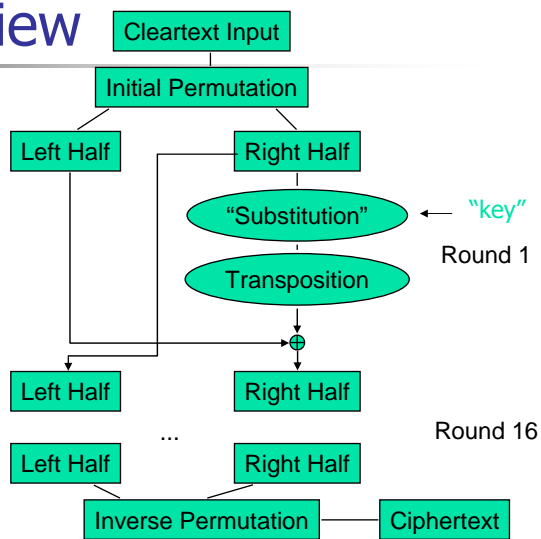 iew
Cleartext Input
Initial Permutation
Left Half Right Half
“Substitution” “key”
Round 1
Transposition
Left Half Right Half
... Round 16
Left Half Right Half
Inverse Permutation Ciphertext